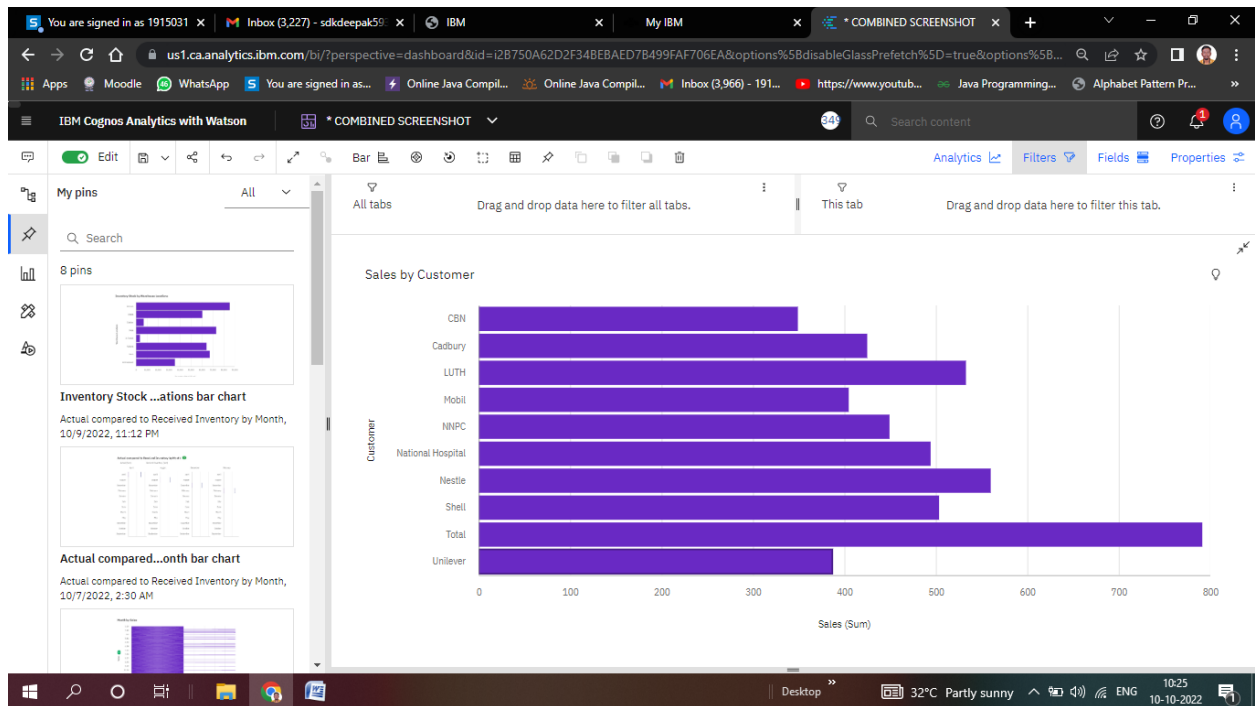 You are signed in as 1915031
Inbox (3,227) - sdkdeepak593
IBM
My IBM
* COMBINED SCREENSHOT
us1.ca.analytics.ibm.com/bi/?perspective=dashboard&id=i2B750A62D2F34BEBAED7B499FAF706EA&options%5BdisableGlassPrefetch%5D=true&options%5B...
Apps Moodle WhatsApp You are signed in as... Online Java Compil... Online Java Compil... Inbox (3,966) - 191... https://www.youtub... Java Programming... Alphabet Pattern Pr... »
IBM Cognos Analytics with Watson * COMBINED SCREENSHOT 349 Search content 1
Edit Bar Analytics Filters Fields Properties
My pins All
Search
8 pins
Inventory Stock ...ations bar chart
Actual compared to Received Inventory by Month,
10/9/2022, 11:12 PM
Actual compared...onth bar chart
Actual compared to Received Inventory by Month,
10/7/2022, 2:30 AM
All tabs Drag and drop data here to filter all tabs.
This tab Drag and drop data here to filter this tab.
Sales by Customer
Customer
CBN
Cadbury
LUTH
Mobil
NNPC
National Hospital
Nestle
Shell
Total
Unilever
0 100 200 300 400 500 600 700 800
Sales (Sum)
Desktop » 32°C Partly sunny ENG
10:25
10-10-2022
1